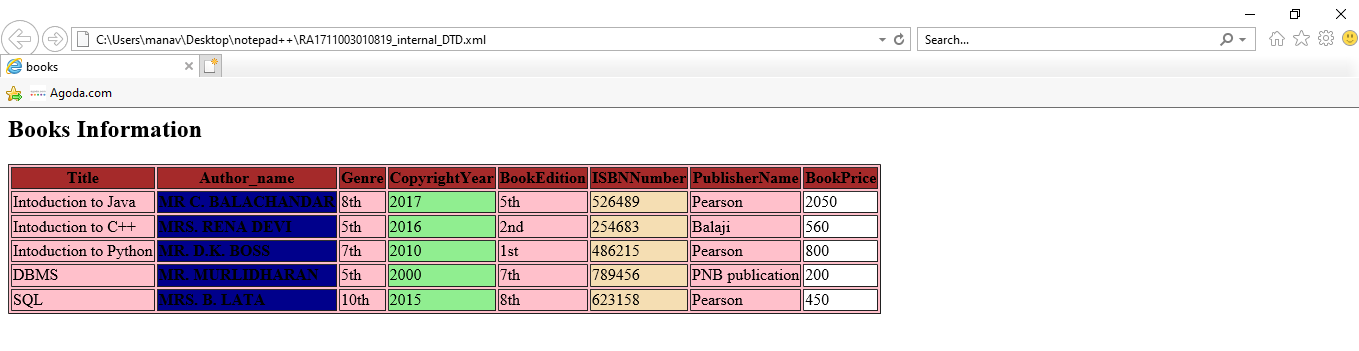 C:\Users\manav\Desktop\notepad++\RA1711003010819_internal_DTD.xml
Search...
books
Agoda.com
Books Information
Title Author_name Genre CopyrightYear BookEdition ISBNNumber PublisherName BookPrice
Intoduction to Java MR C. BALACHANDAR 8th 2017 5th 526489 Pearson 2050
Intoduction to C++ MRS. RENA DEVI 5th 2016 2nd 254683 Balaji 560
Intoduction to Python MR. D.K. BOSS 7th 2010 1st 486215 Pearson 800
DBMS MR. MURLIDHARAN 5th 2000 7th 789456 PNB publication 200
SQL MRS. B. LATA 10th 2015 8th 623158 Pearson 450